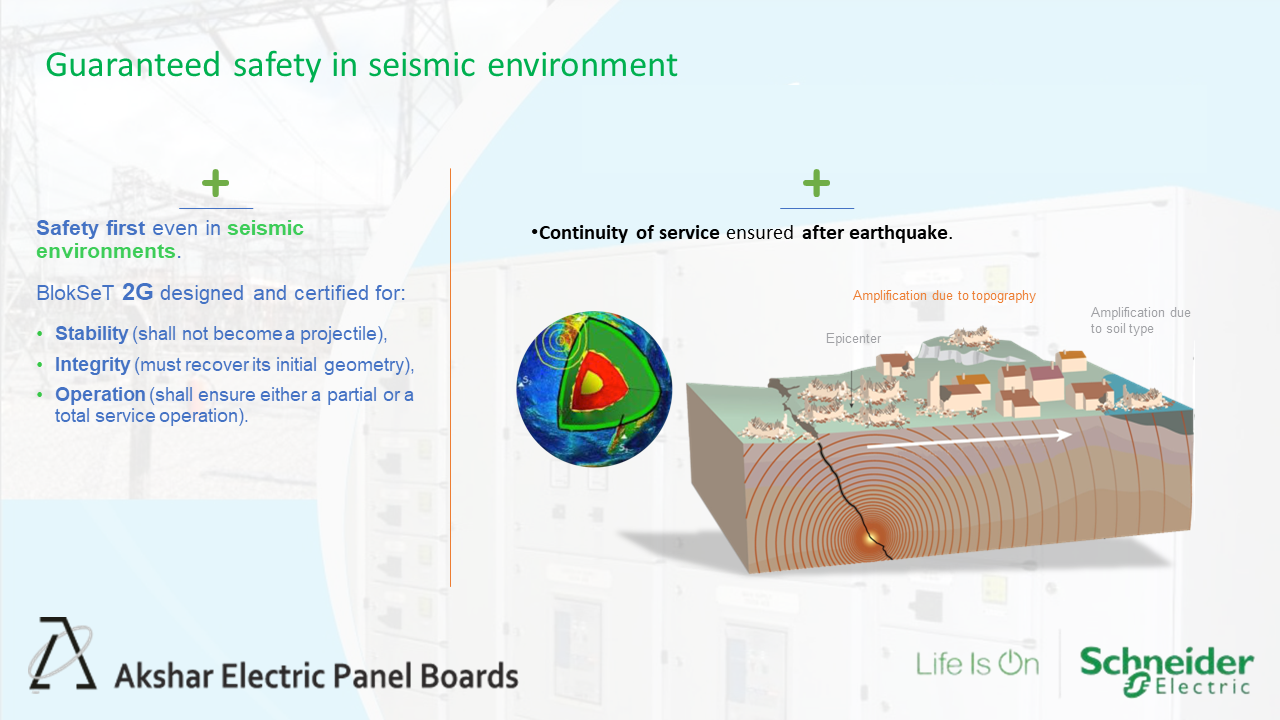 Guaranteed safety in seismic environment
Safety first even in seismic
environments.
BlokSeT 2G designed and certified for:
• Stability (shall not become a projectile),
• Integrity (must recover its initial geometry),
• Operation (shall ensure either a partial or a
total service operation).
•Continuity of service ensured after earthquake.
Amplification due to topography
Amplification due
to soil type
Epicenter
Akshar Electric Panel Boards
Life Is On
Schneider
Electric